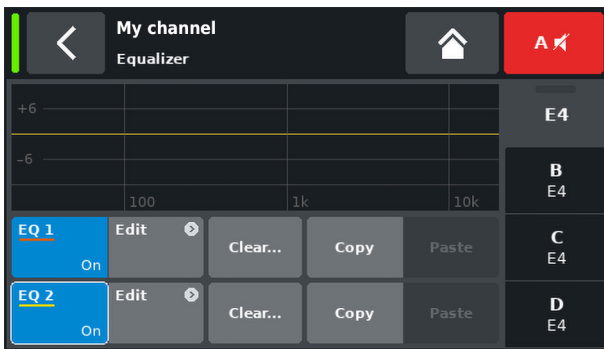 My channel
Equalizer
A
+6
-6
100 1k 10k
E4
B
E4
C
E4
D
E4
EQ 1
On
Edit
Clear...
Copy
Paste
EQ 2
On
Edit
Clear...
Copy
Paste